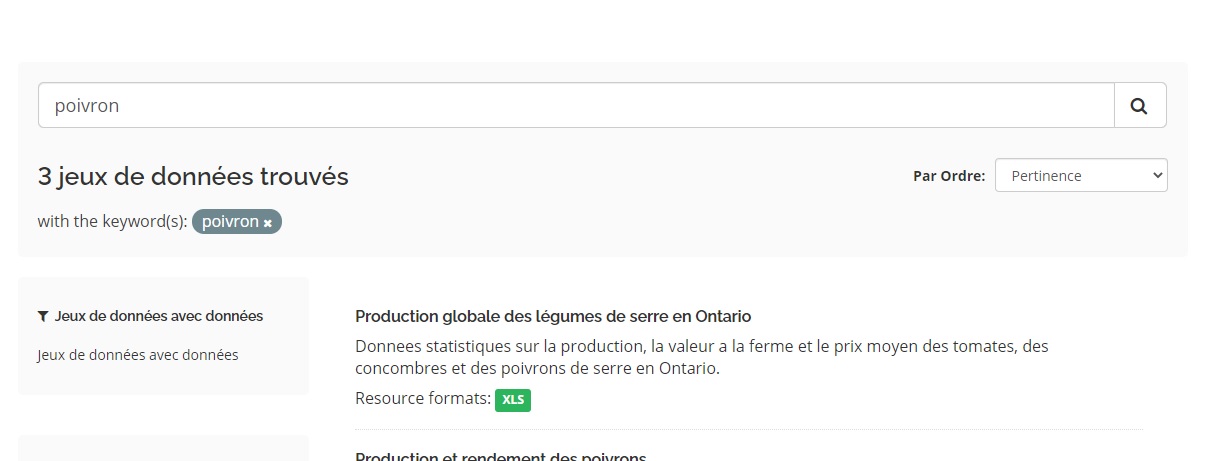 poivron
3 jeux de données trouvés
Par Ordre: Pertinence
with the keyword(s): poivron ×
Jeux de données avec données
Jeux de données avec données
Production globale des légumes de serre en Ontario
Donnees statistiques sur la production, la valeur a la ferme et le prix moyen des tomates, des
concombres et des poivrons de serre en Ontario.
Resource formats: XLS
Production et rendement des poivrons